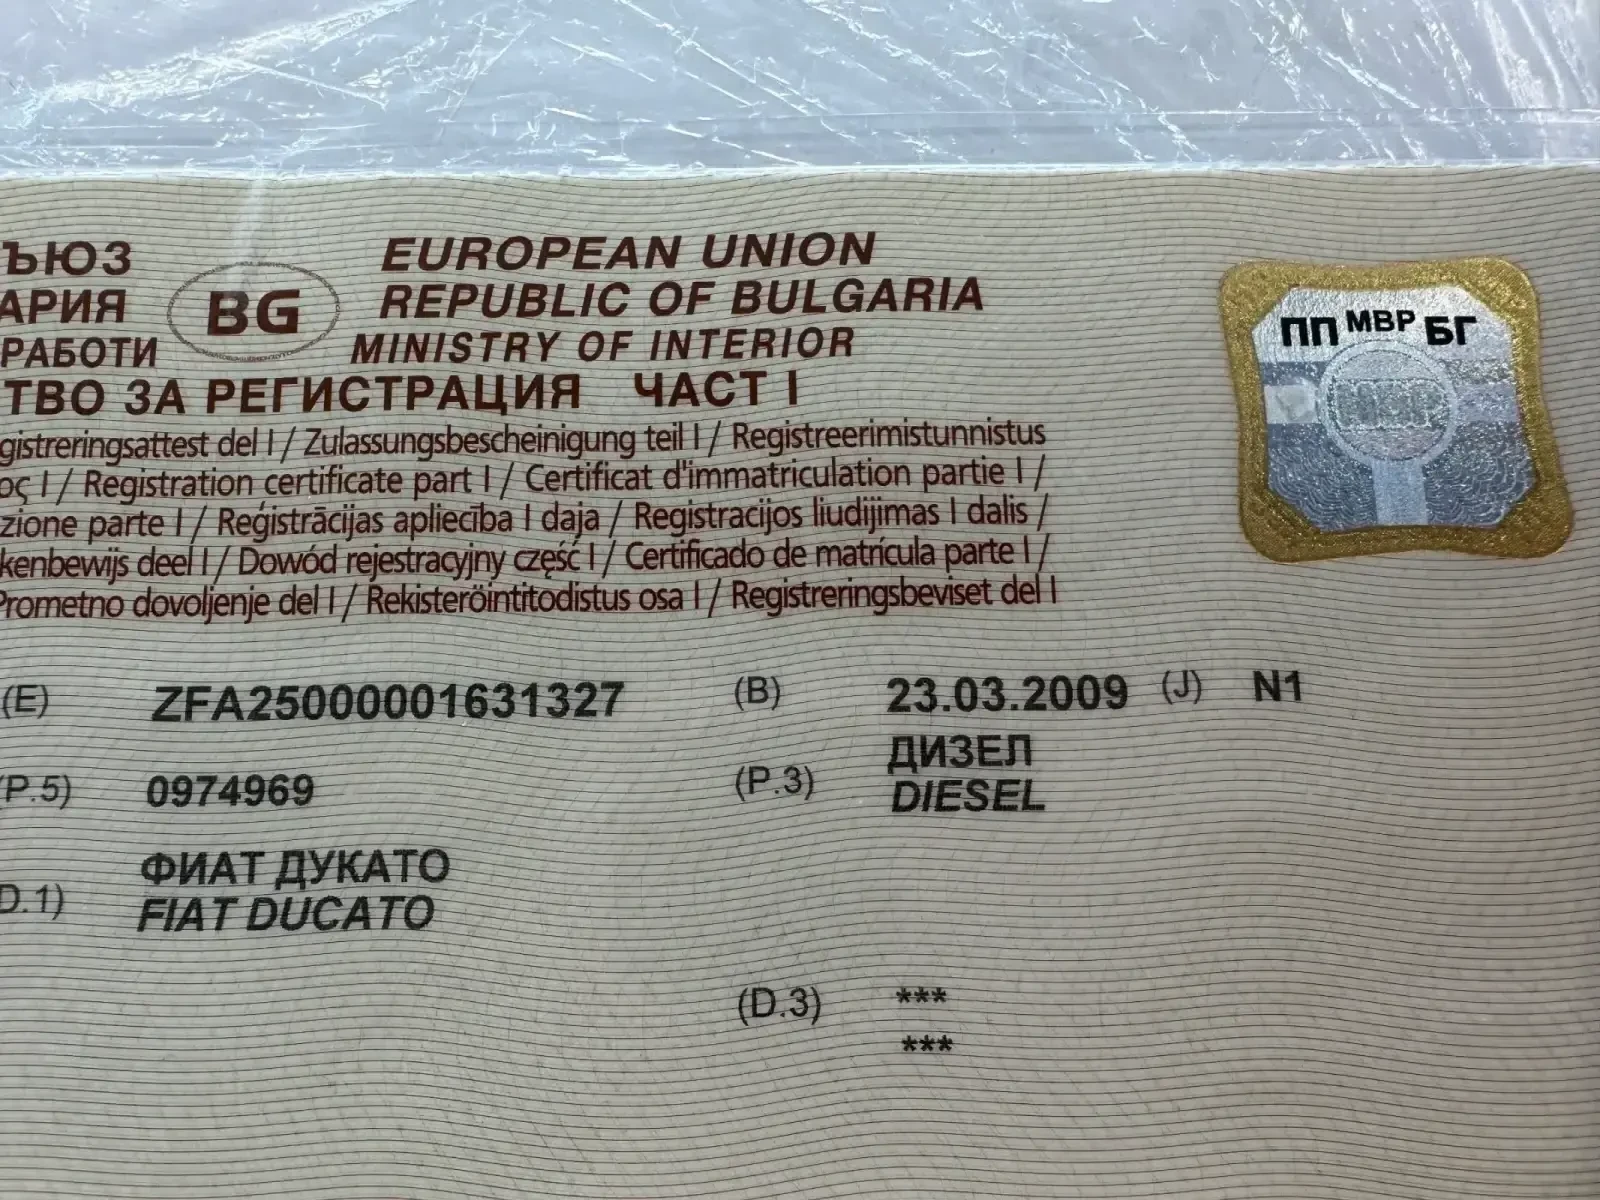 ЪЮЗ
АРИЯ
РАБОТИ
BG
EUROPEAN UNION
REPUBLIC OF BULGARIA
MINISTRY OF INTERIOR
ТВО ЗА РЕГИСТРАЦИЯ ЧАСТ I
ПП МВР БГ
gistreringsattest del I / Zulassungsbescheinigung teil I / Registreerimistunnistus
ος I / Registration certificate part I / Certificat d'immatriculation partie I /
zione parte I / Reģistrācijas apliecība I daja / Registracijos liudijimas I dalis /
kenbewijs deel I / Dowód rejestracyjny część I / Certificado de matrícula parte I /
Prometno dovoljenje del I / Rekisteröintitodistus osa I / Registreringsbeviset del I
(E) ZFA25000001631327 (B) 23.03.2009 (J) N1
(P.5) 0974969 (P.3) ДИЗЕЛ
DIESEL
ФИАТ ДУКАТО
D.1) FIAT DUCATO
(D.3) ***
***